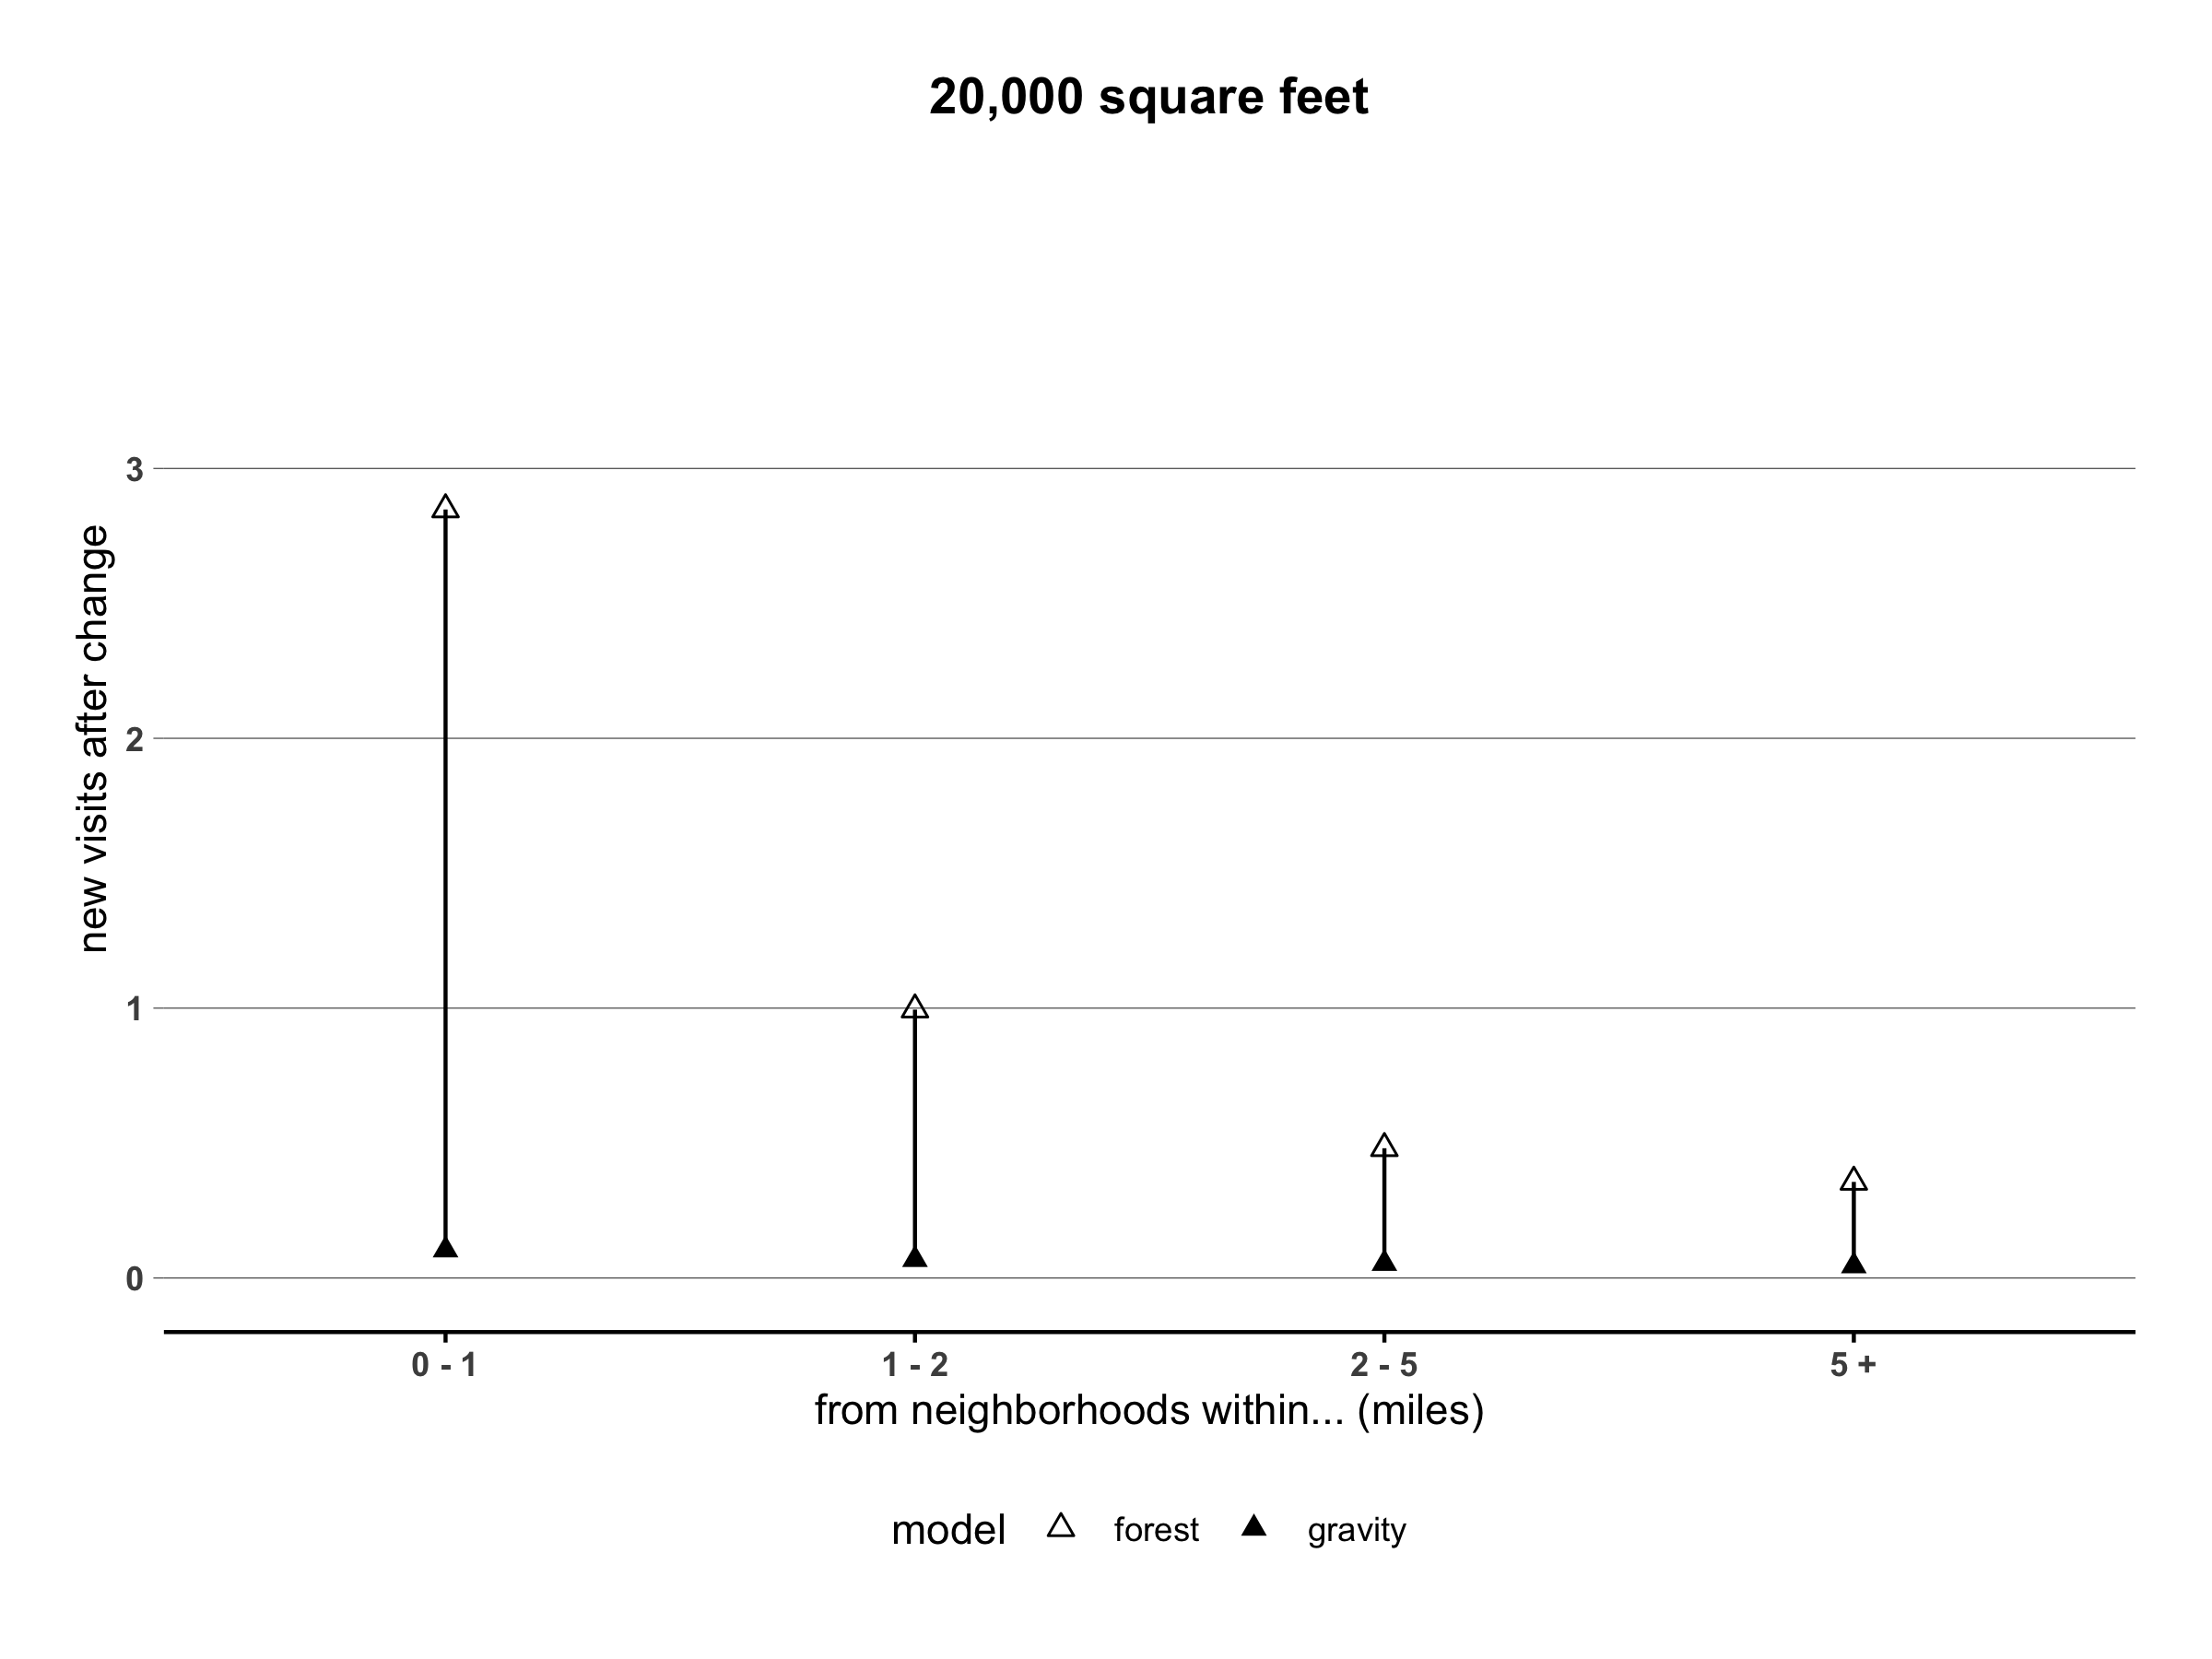 20,000 square feet
new visits after change
3
2
1
0
0 - 1
1 - 2
2 - 5
5 +
from neighborhoods within... (miles)
model forest gravity